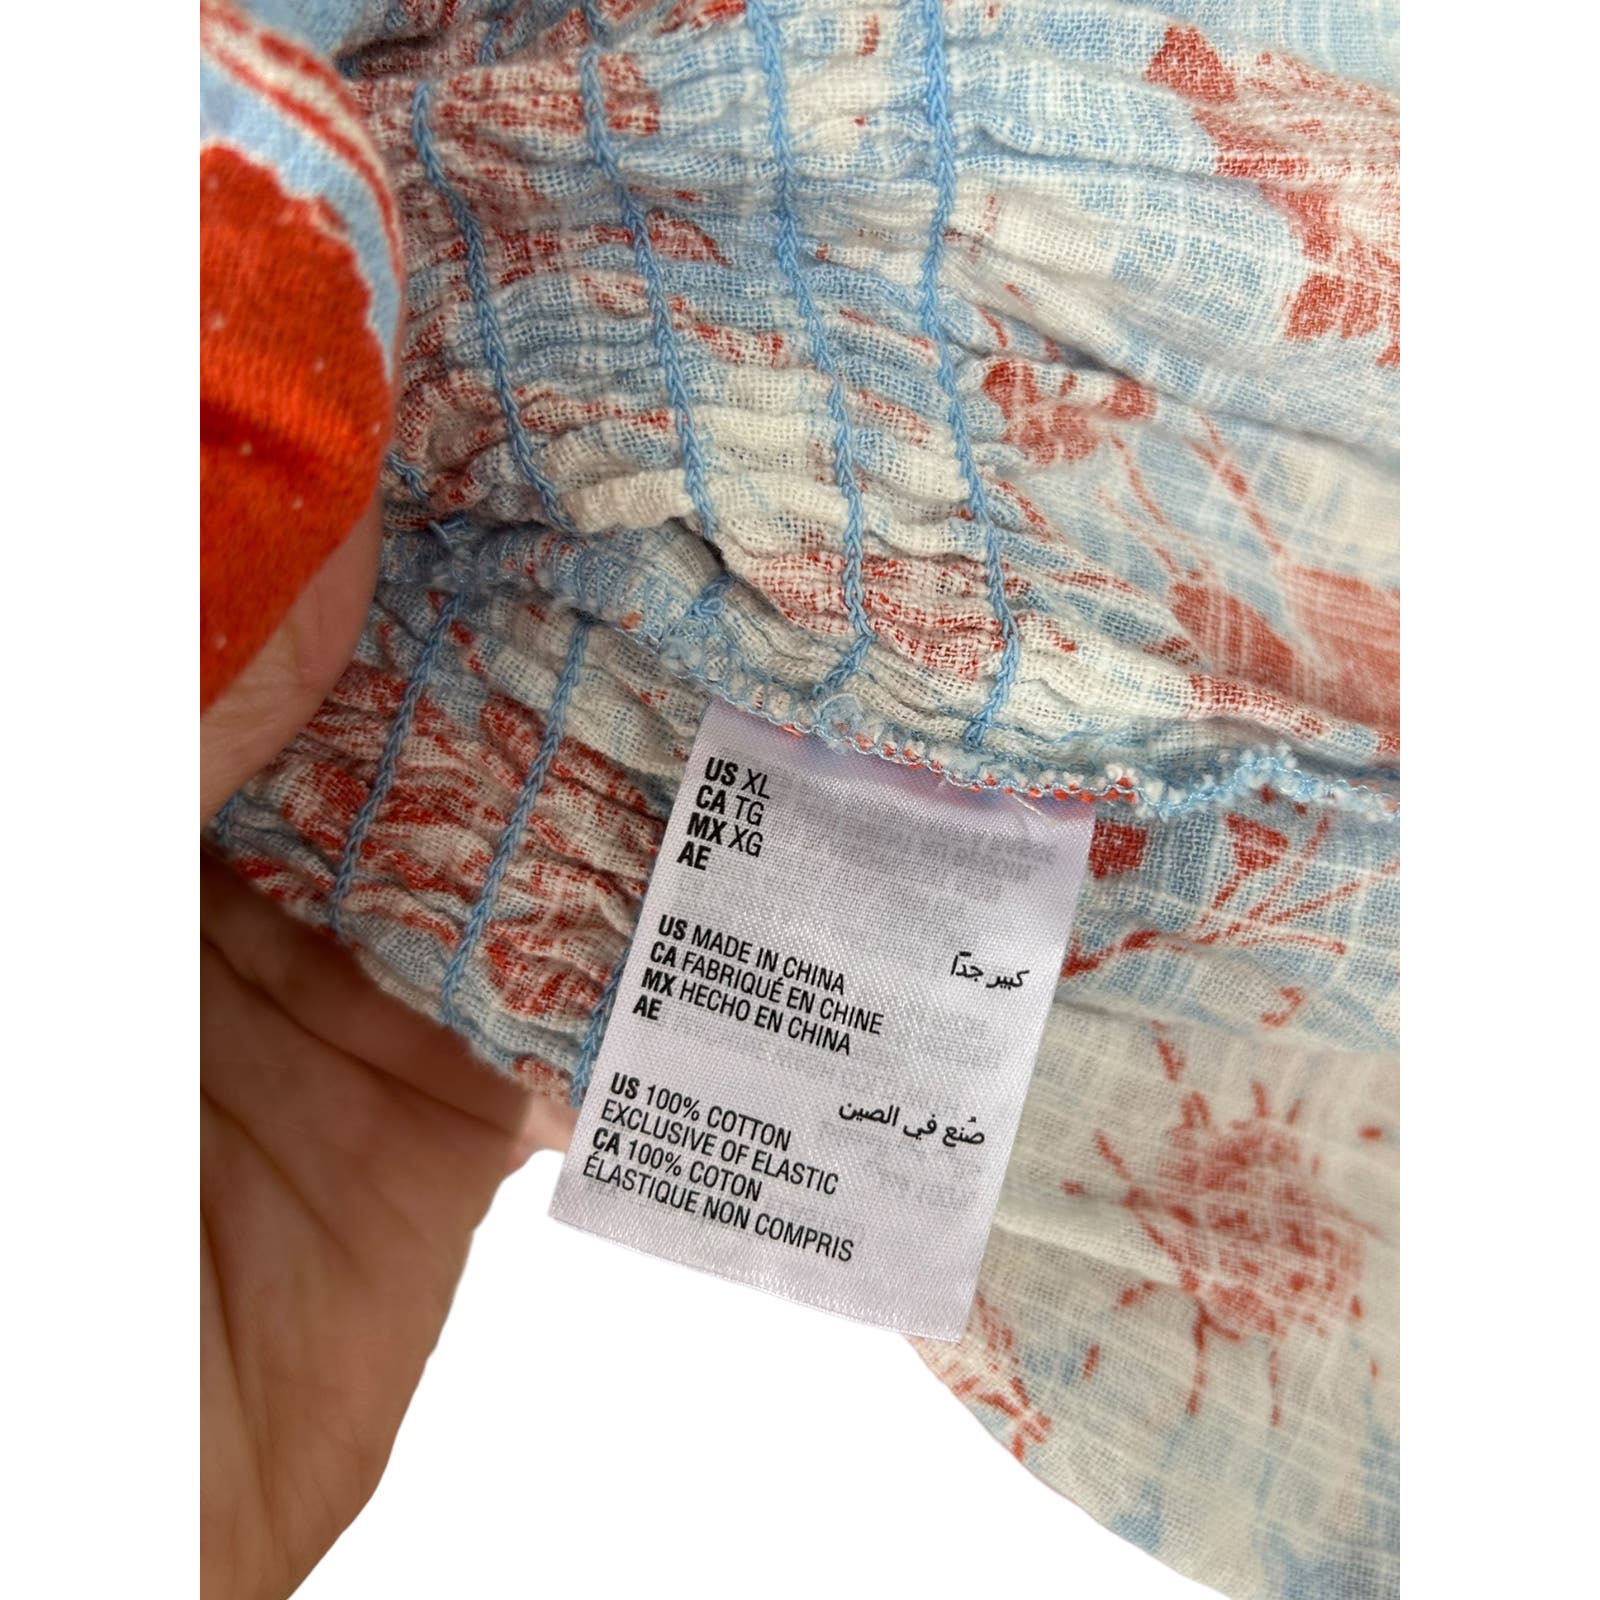 US XL
CA TG
MX XG
AE
كبير جدًا
US MADE IN CHINA
CA FABRIQUÉ EN CHINE
MX HECHO EN CHINA
AE
صُنع في الصين
US 100% COTTON
EXCLUSIVE OF ELASTIC
CA 100% COTON
ÉLASTIQUE NON COMPRIS